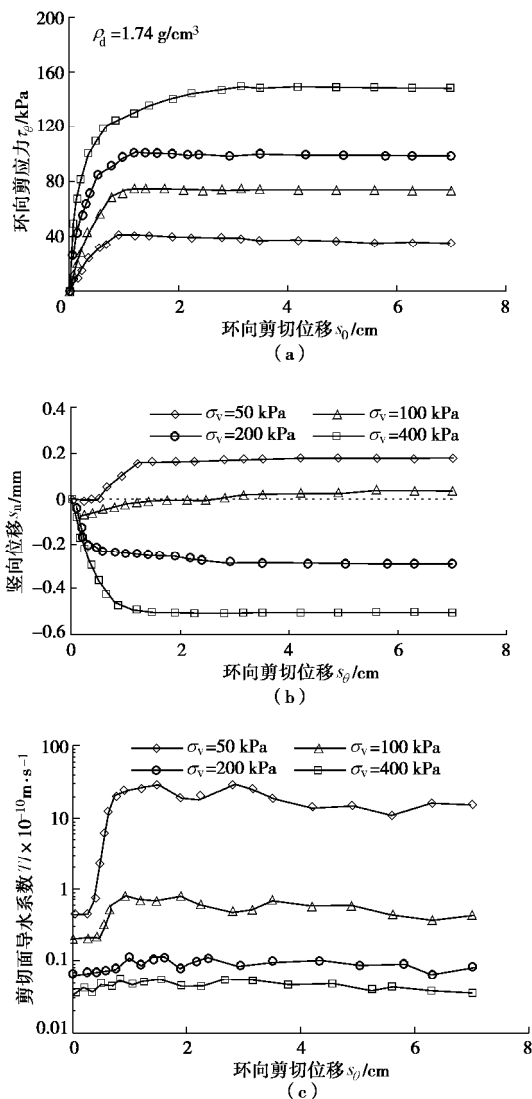 ρd=1.74 g/cm³
环向剪应力τθ/kPa
200
160
120
80
40
0
2
4
6
8
环向剪切位移s0/cm
(a)
σv=50 kPa
σv=100 kPa
σv=200 kPa
σv=400 kPa
竖向位移sn/mm
0.4
0.2
0
−0.2
−0.4
−0.6
0
2
4
6
8
环向剪切位移sθ/cm
(b)
σv=50 kPa
σv=100 kPa
σv=200 kPa
σv=400 kPa
剪切面导水系数T/×10⁻¹⁰m·s⁻¹
100
10
1
0.1
0.01
0
2
4
6
8
环向剪切位移sθ/cm
(c)